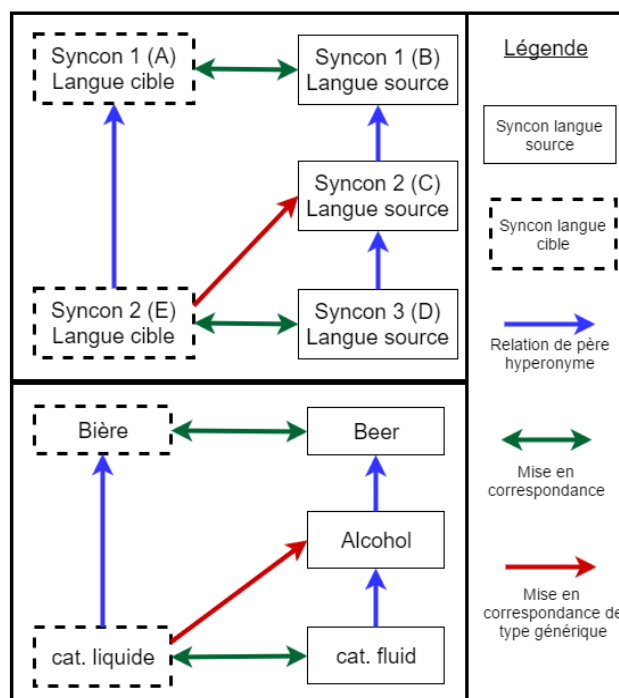 Syncon 1 (A)
Langue cible
Syncon 1 (B)
Langue source
Syncon 2 (C)
Langue source
Syncon 2 (E)
Langue cible
Syncon 3 (D)
Langue source
Bière
Beer
Alcohol
cat. liquide
cat. fluid
Légende
Syncon langue
source
Syncon langue
cible
Relation de père
hyperonyme
Mise en
correspondance
Mise en
correspondance de
type générique